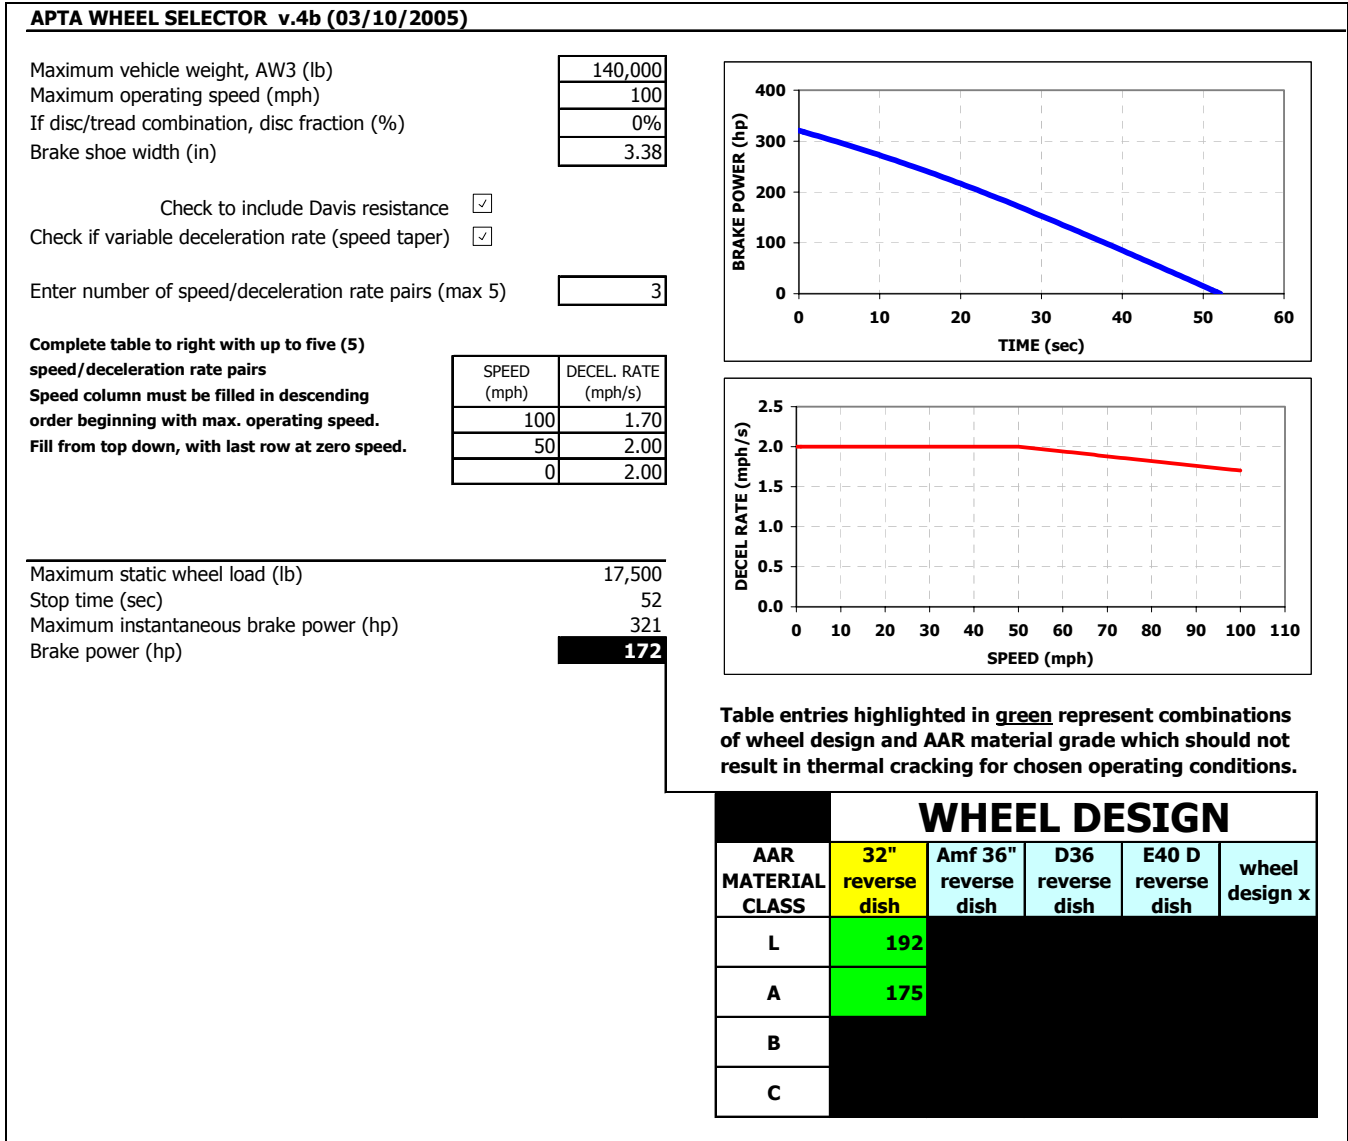 APTA WHEEL SELECTOR v.4b (03/10/2005)
Maximum vehicle weight, AW3 (lb) 140,000
Maximum operating speed (mph) 100
If disc/tread combination, disc fraction (%) 0%
Brake shoe width (in) 3.38
Check to include Davis resistance
Check if variable deceleration rate (speed taper)
Enter number of speed/deceleration rate pairs (max 5) 3
Complete table to right with up to five (5)
speed/deceleration rate pairs
Speed column must be filled in descending
order beginning with max. operating speed.
Fill from top down, with last row at zero speed.
SPEED DECEL. RATE
(mph) (mph/s)
100 1.70
50 2.00
0 2.00
Maximum static wheel load (lb) 17,500
Stop time (sec) 52
Maximum instantaneous brake power (hp) 321
Brake power (hp) 172
BRAKE POWER (hp)
400
300
200
100
0
0 10 20 30 40 50 60
TIME (sec)
DECEL RATE (mph/s)
2.5
2.0
1.5
1.0
0.5
0.0
0 10 20 30 40 50 60 70 80 90 100 110
SPEED (mph)
Table entries highlighted in green represent combinations
of wheel design and AAR material grade which should not
result in thermal cracking for chosen operating conditions.
WHEEL DESIGN
AAR MATERIAL CLASS
32" reverse dish
Amf 36" reverse dish
D36 reverse dish
E40 D reverse dish
wheel design x
L 192
A 175
B
C